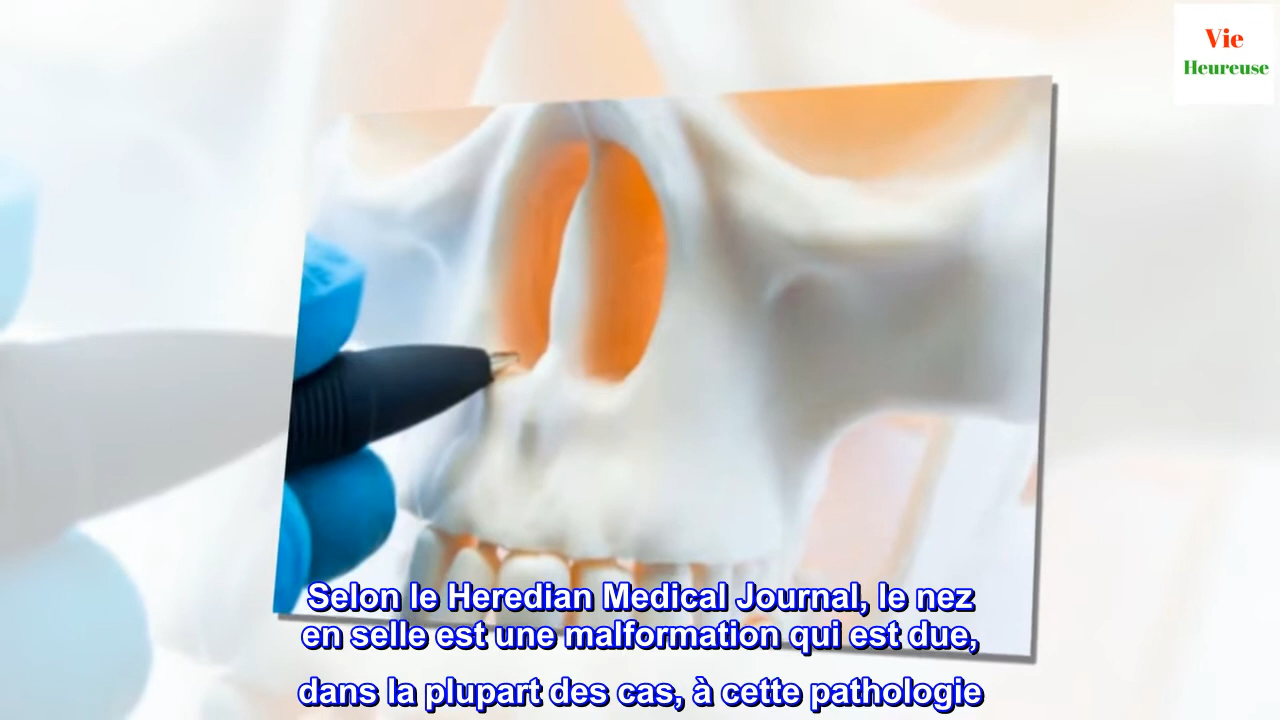 Vie
Heureuse
Selon le Heredian Medical Journal, le nez
en selle est une malformation qui est due,
dans la plupart des cas, à cette pathologie